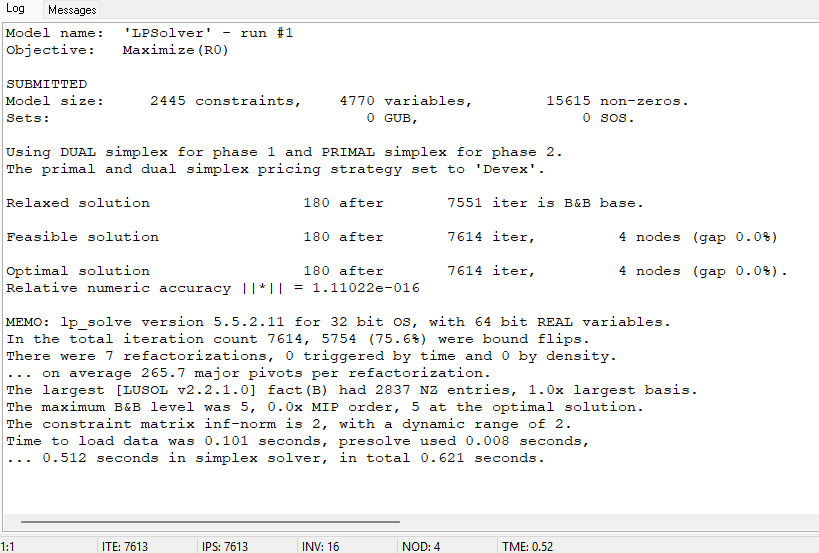 Log Messages
Model name: 'LPSolver' - run #1
Objective: Maximize(R0)
SUBMITTED
Model size: 2445 constraints, 4770 variables, 15615 non-zeros.
Sets: 0 GUB, 0 SOS.
Using DUAL simplex for phase 1 and PRIMAL simplex for phase 2.
The primal and dual simplex pricing strategy set to 'Devex'.
Relaxed solution 180 after 7551 iter is B&B base.
Feasible solution 180 after 7614 iter, 4 nodes (gap 0.0%)
Optimal solution 180 after 7614 iter, 4 nodes (gap 0.0%).
Relative numeric accuracy ||*|| = 1.11022e-016
MEMO: lp_solve version 5.5.2.11 for 32 bit OS, with 64 bit REAL variables.
In the total iteration count 7614, 5754 (75.6%) were bound flips.
There were 7 refactorizations, 0 triggered by time and 0 by density.
... on average 265.7 major pivots per refactorization.
The largest [LUSOL v2.2.1.0] fact(B) had 2837 NZ entries, 1.0x largest basis.
The maximum B&B level was 5, 0.0x MIP order, 5 at the optimal solution.
The constraint matrix inf-norm is 2, with a dynamic range of 2.
Time to load data was 0.101 seconds, presolve used 0.008 seconds,
... 0.512 seconds in simplex solver, in total 0.621 seconds.
1:1 ITE: 7613 IPS: 7613 INV: 16 NOD: 4 TME: 0.52